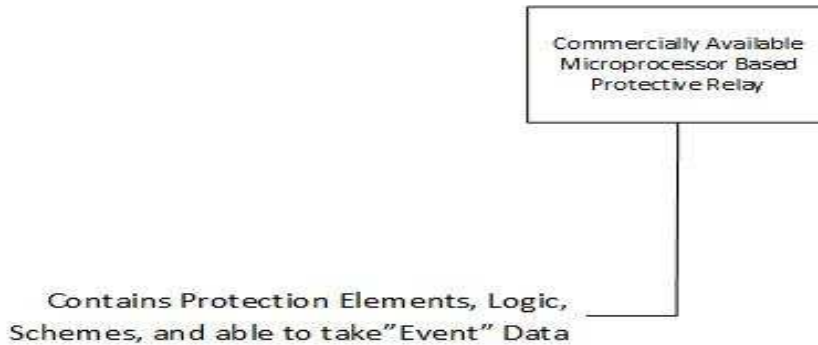 Commercially Available
Microprocessor Based
Protective Relay
Contains Protection Elements, Logic,
Schemes, and able to take"Event" Data